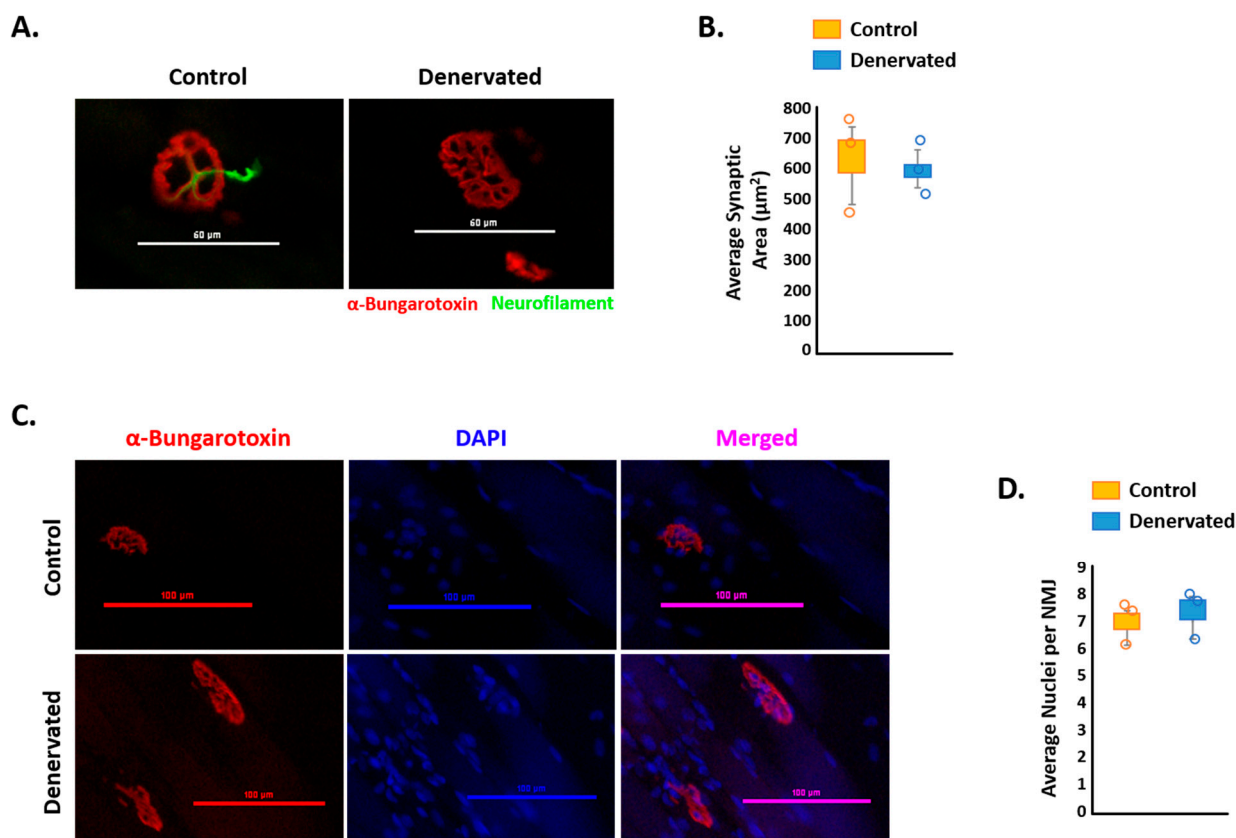 A.
Control Denervated
60 µm 60 µm
α-Bungarotoxin Neurofilament
B.
Control
Denervated
Average Synaptic
Area (µm²)
800
700
600
500
400
300
200
100
0
C.
α-Bungarotoxin DAPI Merged
Control
100 µm 100 µm 100 µm
Denervated
100 µm 100 µm 100 µm
D.
Control
Denervated
Average Nuclei per NMJ
9
8
7
6
5
4
3
2
1
0